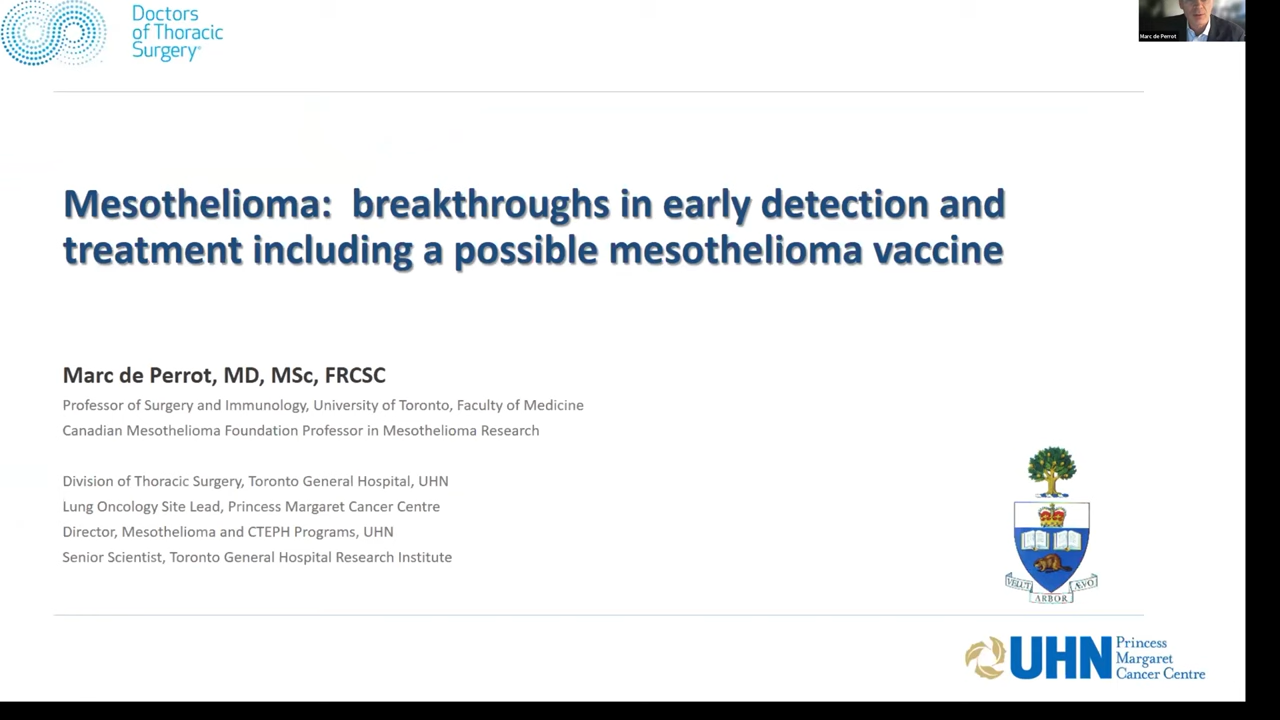 Doctors
of Thoracic
Surgery
Marc de Perrot
Mesothelioma: breakthroughs in early detection and
treatment including a possible mesothelioma vaccine
Marc de Perrot, MD, MSc, FRCSC
Professor of Surgery and Immunology, University of Toronto, Faculty of Medicine
Canadian Mesothelioma Foundation Professor in Mesothelioma Research
Division of Thoracic Surgery, Toronto General Hospital, UHN
Lung Oncology Site Lead, Princess Margaret Cancer Centre
Director, Mesothelioma and CTEPH Programs, UHN
Senior Scientist, Toronto General Hospital Research Institute
VELUT ARBOR ÆVO
UHN Princess
Margaret
Cancer Centre